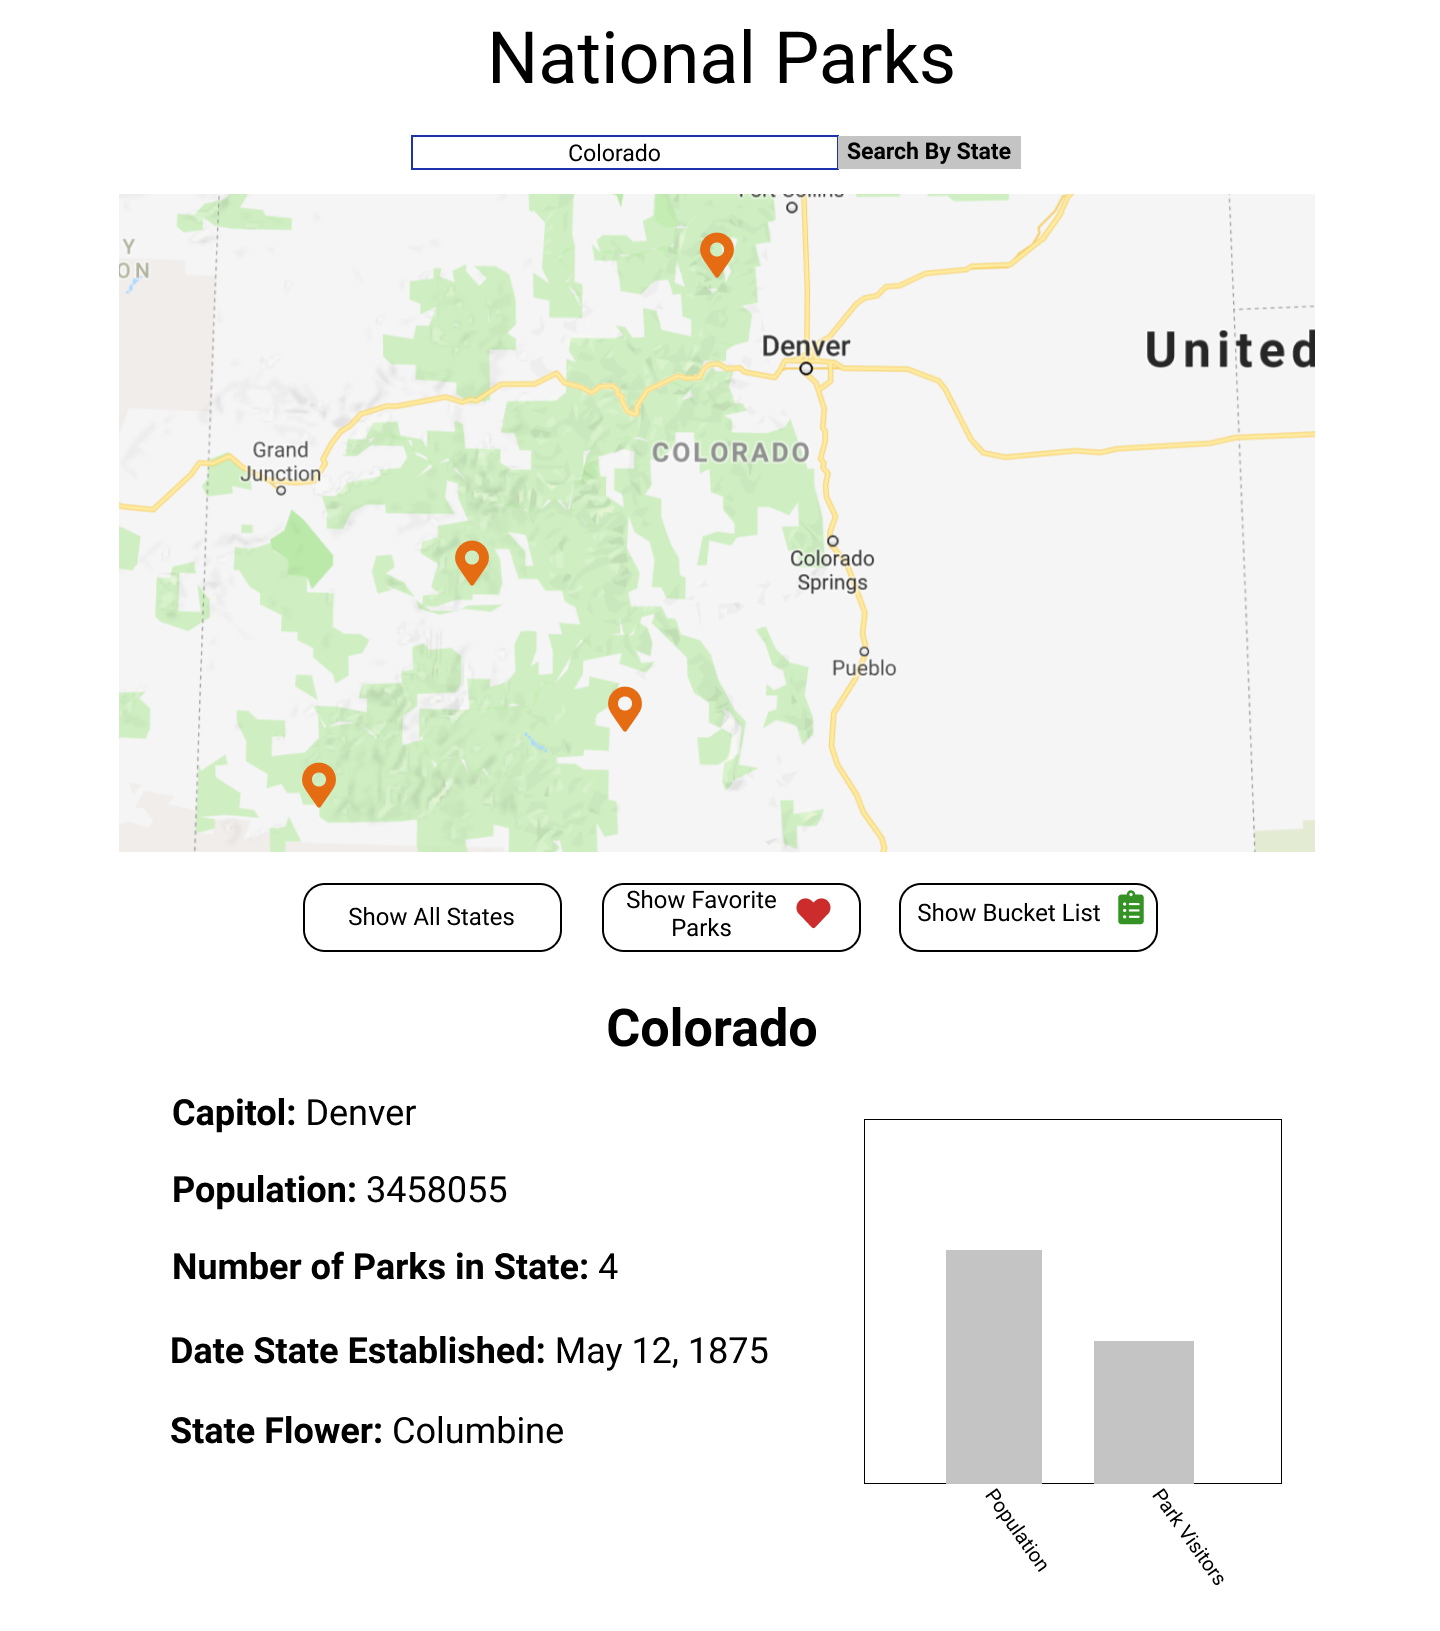 National Parks
Colorado
Search By State
Y
ON
Denver
United
Grand
Junction
COLORADO
Colorado
Springs
Pueblo
Show All States
Show Favorite
Parks
Show Bucket List
Colorado
Capitol: Denver
Population: 3458055
Number of Parks in State: 4
Date State Established: May 12, 1875
State Flower: Columbine
Population
Park Visitors